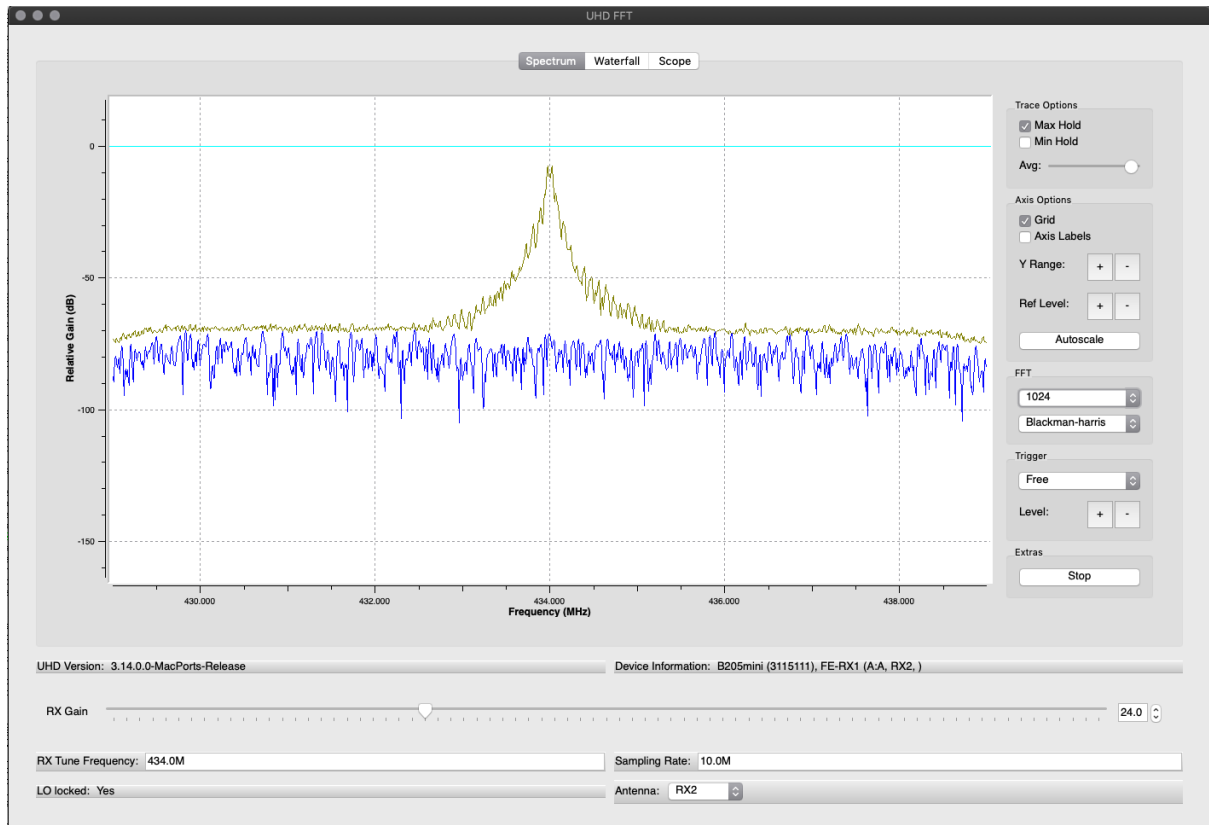 UHD FFT
Spectrum Waterfall Scope
Relative Gain (dB)
0
-50
-100
-150
430.000 432.000 434.000 436.000 438.000
Frequency (MHz)
Trace Options
Max Hold
Min Hold
Avg:
Axis Options
Grid
Axis Labels
Y Range: + -
Ref Level: + -
Autoscale
FFT
1024
Blackman-harris
Trigger
Free
Level: + -
Extras
Stop
UHD Version: 3.14.0.0-MacPorts-Release
Device Information: B205mini (3115111), FE-RX1 (A:A, RX2, )
RX Gain 24.0
RX Tune Frequency: 434.0M
Sampling Rate: 10.0M
LO locked: Yes
Antenna: RX2